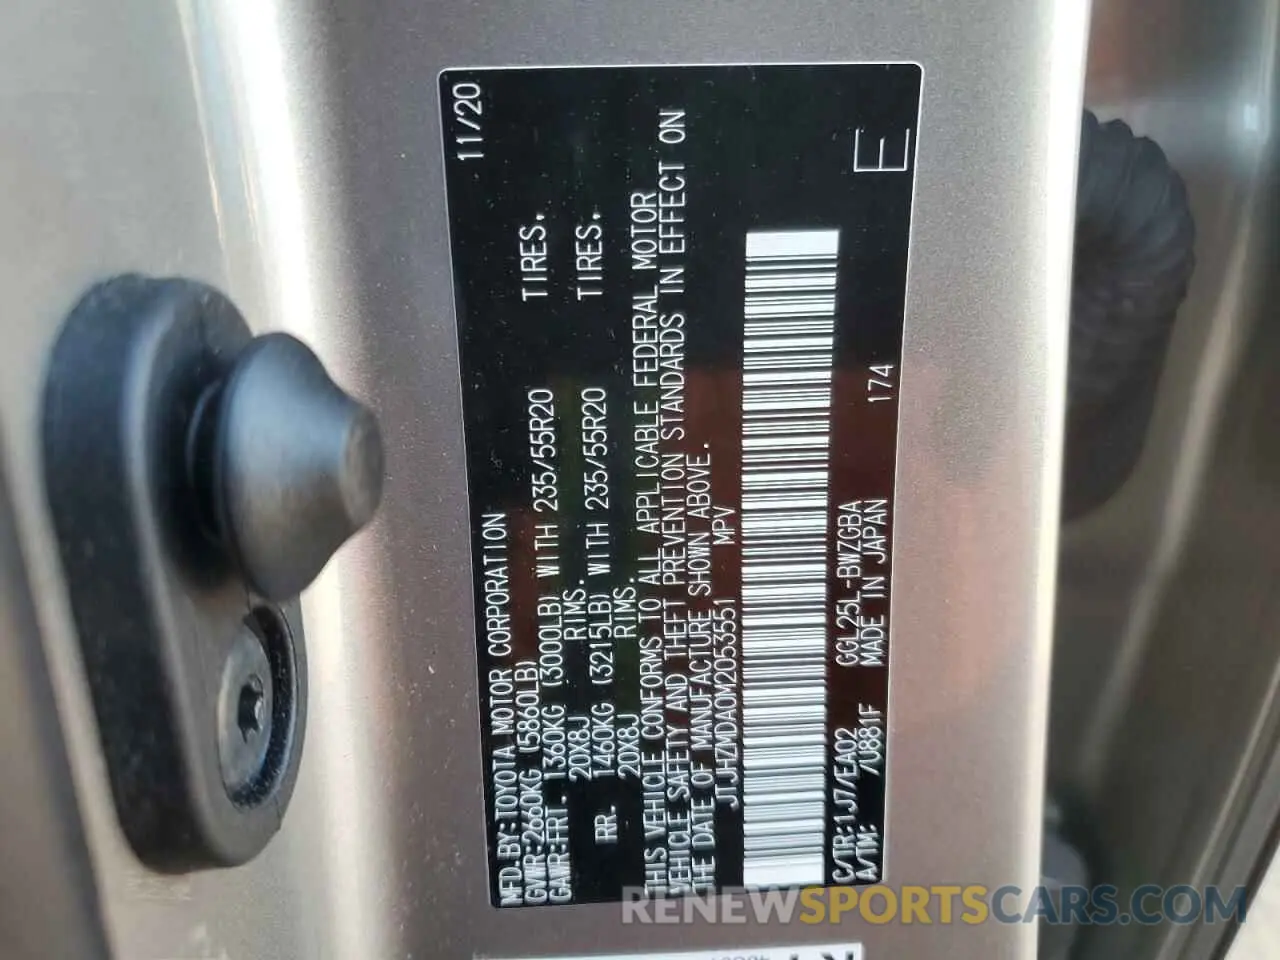 MFD.BY:TOYOTA MOTOR CORPORATION 11/20
GVWR:2660KG (5860LB)
GAWR:FRT. 1360KG (3000LB) WITH 235/55R20 TIRES.
20X8J RIMS.
RR. 1460KG (3215LB) WITH 235/55R20 TIRES.
20X8J RIMS.
THIS VEHICLE CONFORMS TO ALL APPLICABLE FEDERAL MOTOR
VEHICLE SAFETY AND THEFT PREVENTION STANDARDS IN EFFECT ON
THE DATE OF MANUFACTURE SHOWN ABOVE.
JTJHZMDA0M2053551 MPV
C/TR:1J7/EA02 GGL25L-BWZGBA 174
A/TM: /U881F MADE IN JAPAN
E
RENEWSPORTSCARS.COM